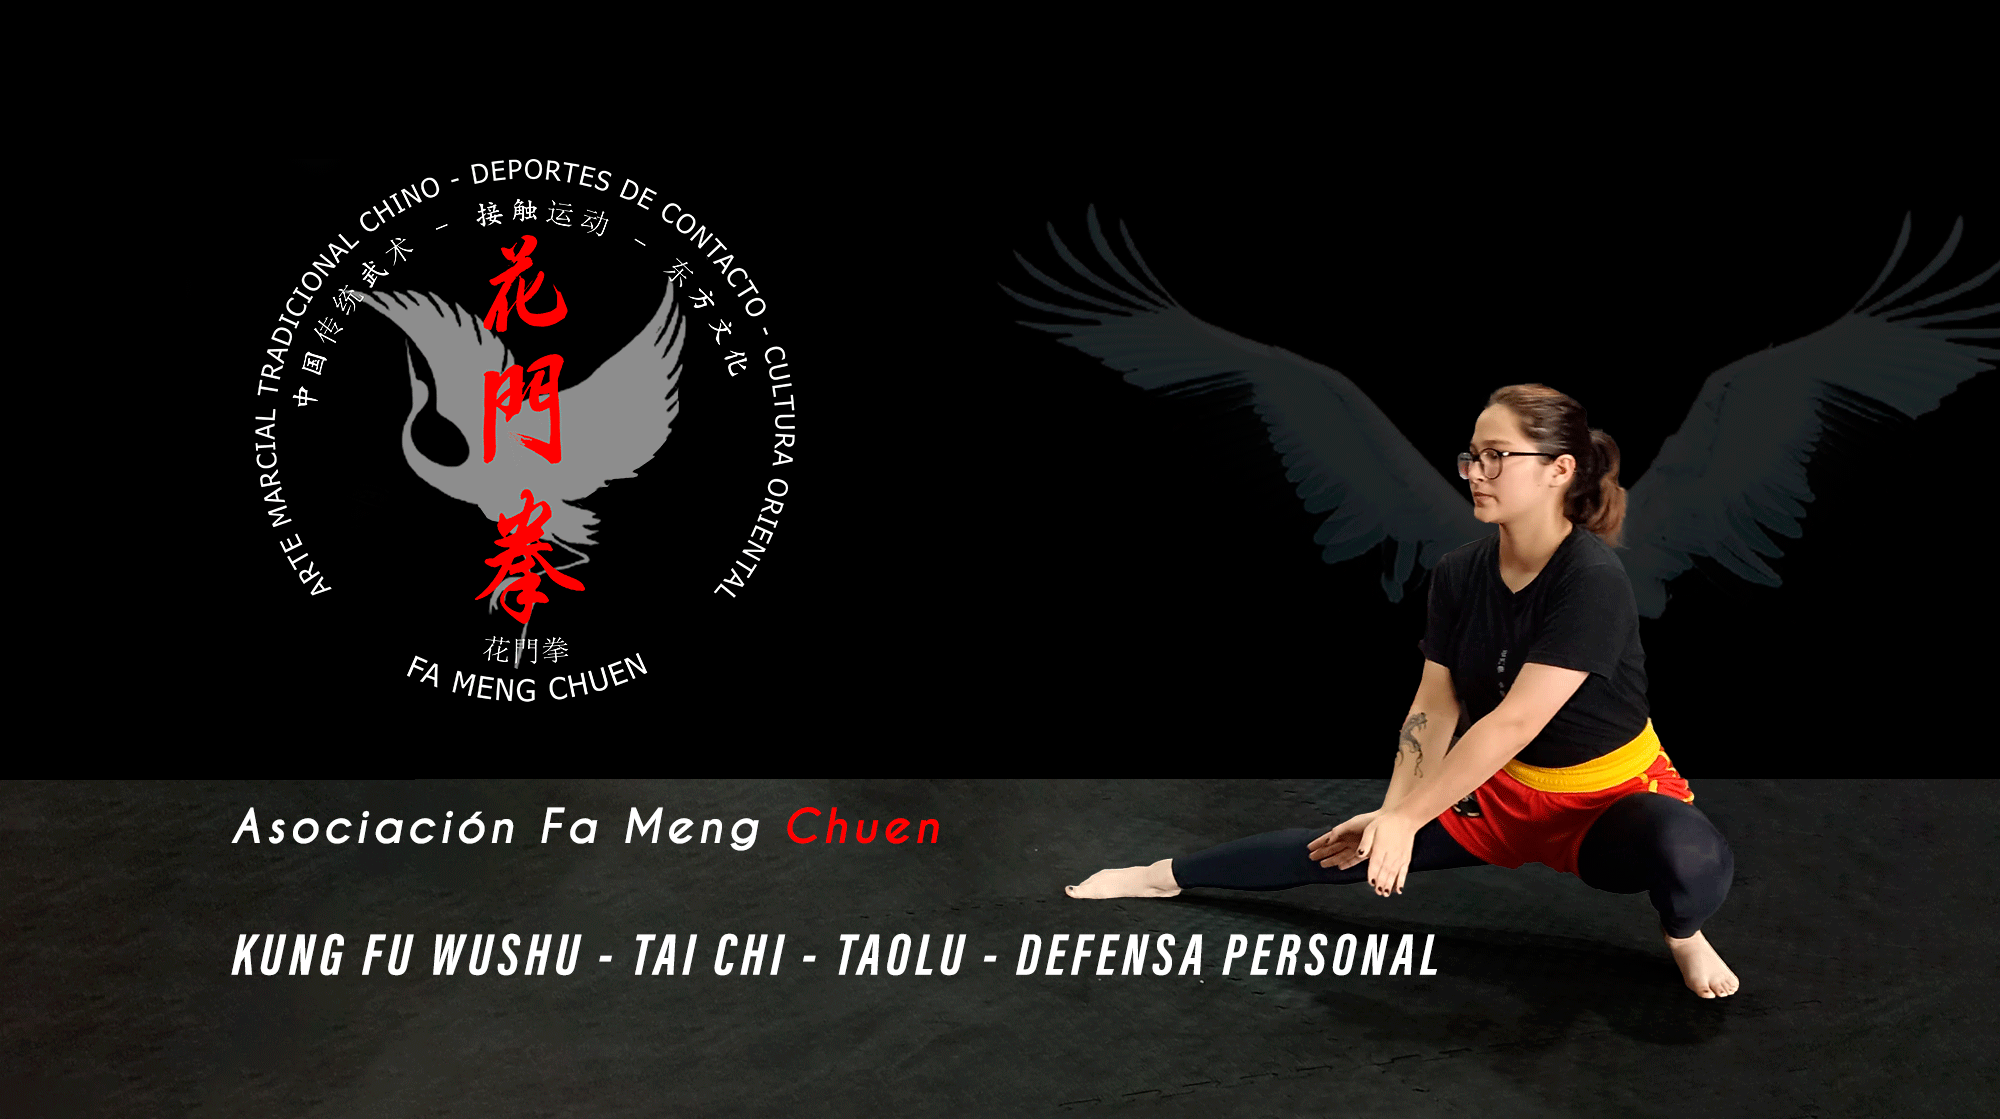 ARTE MARCIAL TRADICIONAL CHINO - DEPORTES DE CONTACTO - CULTURA ORIENTAL
中国传统武术 - 接触运动 - 东方文化
花門拳
花門拳
FA MENG CHUEN
Asociación Fa Meng Chuen
KUNG FU WUSHU - TAI CHI - TAOLU - DEFENSA PERSONAL